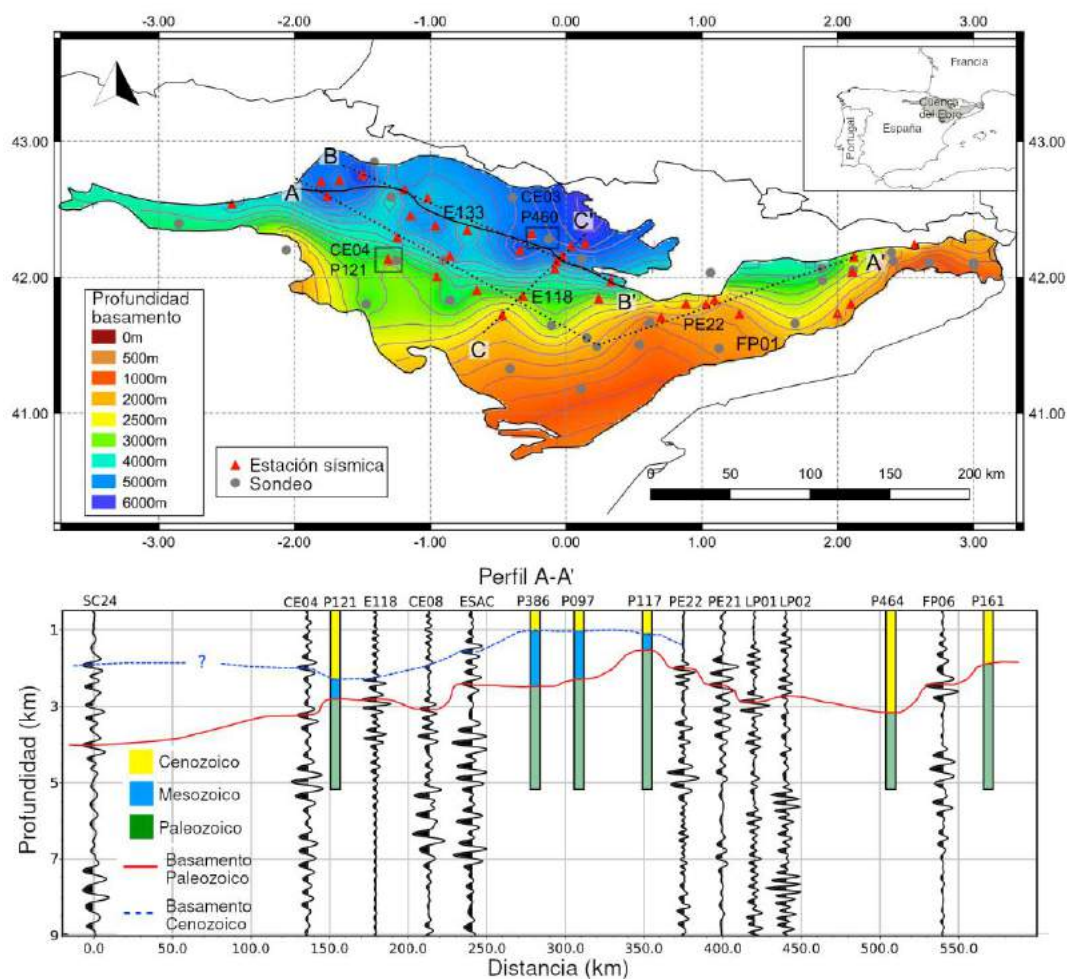 -3.00 -2.00 -1.00 0.00 1.00 2.00 3.00
Francia
Cuenca
del Ebro
España
Portugal
43.00 43.00
42.00 42.00
41.00 41.00
B
A
E133
CE03
P460
C'
CE04
P121
E118
B'
A'
C
PE22
FP01
Profundidad
basamento
0m
500m
1000m
2000m
2500m
3000m
4000m
5000m
6000m
Estación sísmica
Sondeo
0 50 100 150 200 km
-3.00 -2.00 -1.00 0.00 1.00 2.00 3.00
Perfil A-A'
SC24 CE04 P121 E118 CE08 ESAC P386 P097 P117 PE22 PE21 LP01 LP02 P464 FP06 P161
Profundidad (km)
1
?
3
5
7
9
Cenozoico
Mesozoico
Paleozoico
Basamento
Paleozoico
Basamento
Cenozoico
0.0 50.0 100.0 150.0 200.0 250.0 300.0 350.0 400.0 450.0 500.0 550.0
Distancia (km)